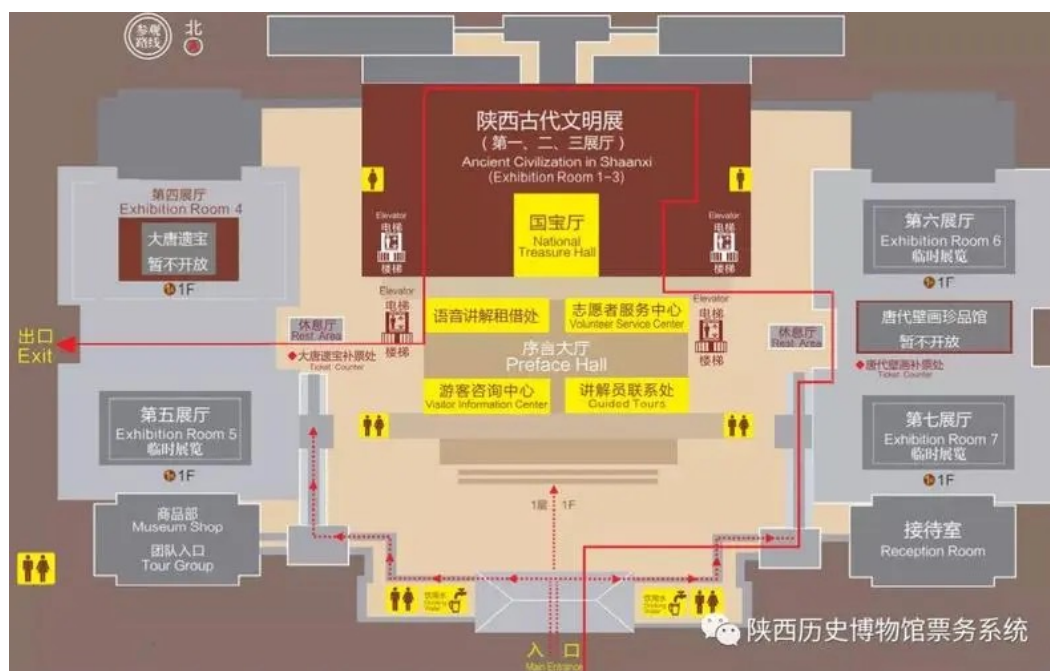 参观
路线
北
陕西古代文明展
（第一、二、三展厅）
Ancient Civilization in Shaanxi
(Exhibition Room 1-3)
国宝厅
National
Treasure Hall
Elevator
电梯
楼梯
Elevator
电梯
楼梯
第四展厅
Exhibition Room 4
大唐遗宝
暂不开放
1F
第六展厅
Exhibition Room 6
临时展览
1F
Elevator
电梯
楼梯
语音讲解租借处
志愿者服务中心
Volunteer Service Center
Elevator
电梯
楼梯
出口
Exit
休息厅
Rest Area
大唐遗宝补票处
Ticket Counter
序言大厅
Preface Hall
休息厅
Rest Area
唐代壁画珍品馆
暂不开放
唐代壁画补票处
Ticket Counter
游客咨询中心
Visitor Information Center
讲解员联系处
Guided Tours
第五展厅
Exhibition Room 5
临时展览
1F
第七展厅
Exhibition Room 7
临时展览
1F
1层 1F
商品部
Museum Shop
团队入口
Tour Group
接待室
Reception Room
饮用水
Drinking
Water
饮用水
Drinking
Water
入口
Main Entrance
陕西历史博物馆票务系统